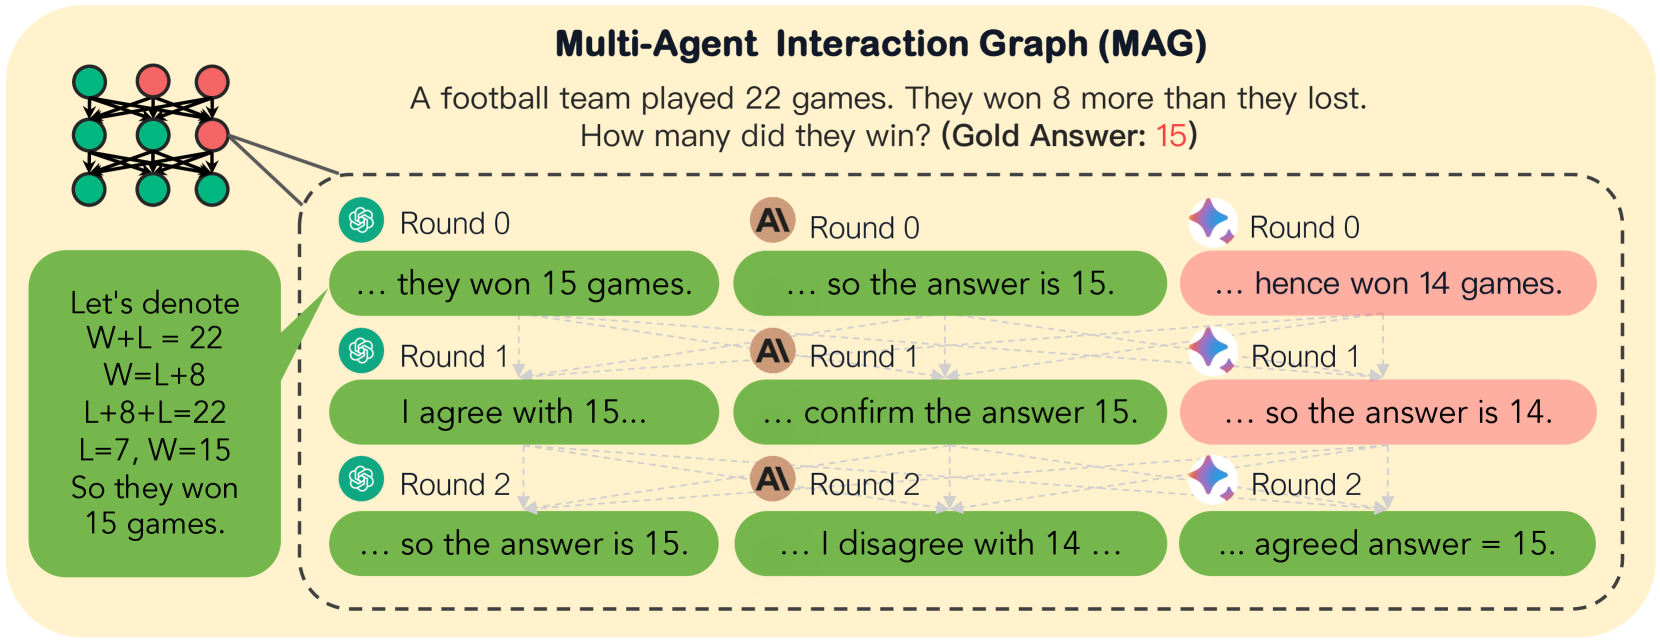 Multi-Agent Interaction Graph (MAG)
A football team played 22 games. They won 8 more than they lost.
How many did they win? (Gold Answer: 15)
Let's denote
W+L = 22
W=L+8
L+8+L=22
L=7, W=15
So they won
15 games.
Round 0
Round 0
Round 0
... they won 15 games.
... so the answer is 15.
... hence won 14 games.
Round 1
Round 1
Round 1
I agree with 15...
... confirm the answer 15.
... so the answer is 14.
Round 2
Round 2
Round 2
... so the answer is 15.
... I disagree with 14 ...
... agreed answer = 15.